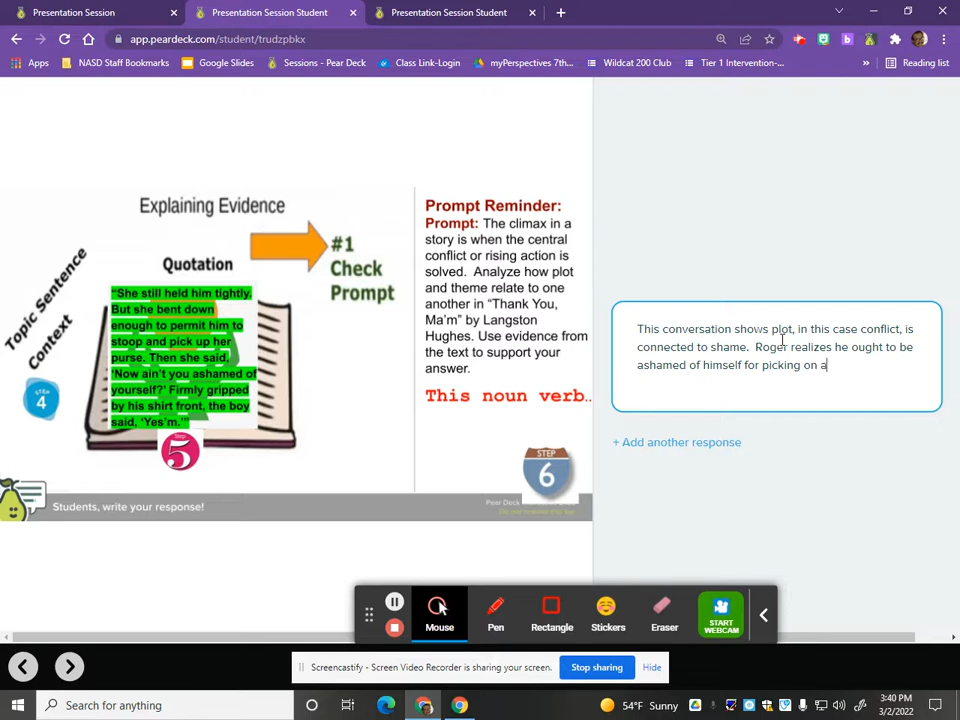 Presentation Session
Presentation Session Student
Presentation Session Student
app.peardeck.com/student/trudzpbkx
Apps
NASD Staff Bookmarks
Google Slides
Sessions - Pear Deck
Class Link-Login
myPerspectives 7th...
Wildcat 200 Club
Tier 1 Intervention-...
»
Reading list
Explaining Evidence
#1
Check
Prompt
Quotation
Topic Sentence
Context
STEP
4
"She still held him tightly.
But she bent down
enough to permit him to
stoop and pick up her
purse. Then she said,
'Now ain't you ashamed of
yourself?' Firmly gripped
by his shirt front, the boy
said, 'Yes'm.'"
Step
5
Prompt Reminder:
Prompt: The climax in a
story is when the central
conflict or rising action is
solved. Analyze how plot
and theme relate to one
another in "Thank You,
Ma'm" by Langston
Hughes. Use evidence from
the text to support your
answer.
This noun verb..
STEP
6
Students, write your response!
This conversation shows plot, in this case conflict, is
connected to shame. Roger realizes he ought to be
ashamed of himself for picking on a
+ Add another response
Mouse
Pen
Rectangle
Stickers
Eraser
START
WEBCAM
Screencastify - Screen Video Recorder is sharing your screen.
Stop sharing
Hide
Search for anything
54°F Sunny
3:40 PM
3/2/2022